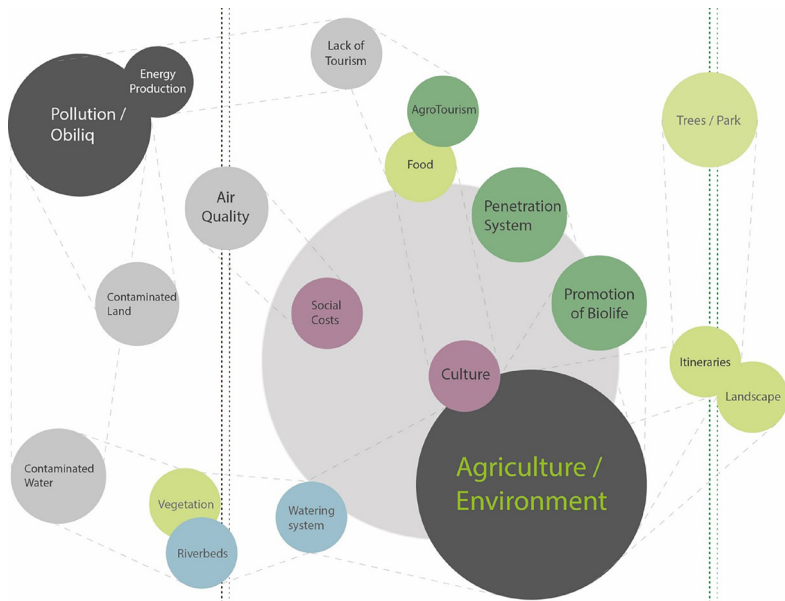 Lack of
Tourism
Energy
Production
Pollution /
Obiliq
AgroTourism
Trees / Park
Food
Air
Quality
Penetration
System
Contaminated
Land
Social
Costs
Promotion
of Biolife
Culture
Itineraries
Landscape
Contaminated
Water
Agriculture /
Environment
Vegetation
Watering
system
Riverbeds